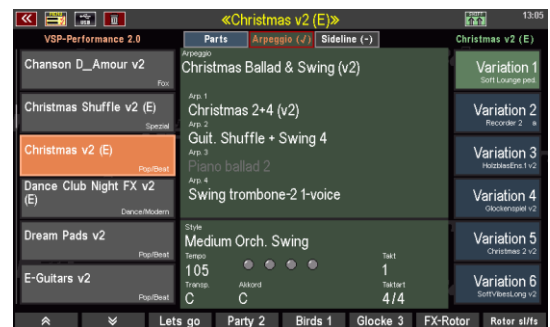 «Christmas v2 (E)»
13:05
VSP-Performance 2.0
Parts
Arpeggio (√)
Sideline (-)
Christmas v2 (E)
Chanson D_Amour v2
Fox
Christmas Shuffle v2 (E)
Spezial
Christmas v2 (E)
Pop/Beat
Dance Club Night FX v2
(E)
Dance/Modern
Dream Pads v2
Pop/Beat
E-Guitars v2
Pop/Beat
Arpeggio
Christmas Ballad & Swing (v2)
Arp. 1
Christmas 2+4 (v2)
Arp. 2
Guit. Shuffle + Swing 4
Arp. 3
Piano ballad 2
Arp. 4
Swing trombone-2 1-voice
Style
Medium Orch. Swing
Tempo
Takt
105
1
Transp.
Akkord
Taktart
C
C
4/4
Variation 1
Soft Lounge ped.
Variation 2
Recorder 2 a
Variation 3
HolzblasEns.1 v2
Variation 4
Glockenspiel v2
Variation 5
Christmas 2 v2
Variation 6
SoftVibesLong v2
Lets go
Party 2
Birds 1
Glocke 3
FX-Rotor
Rotor sl/fs